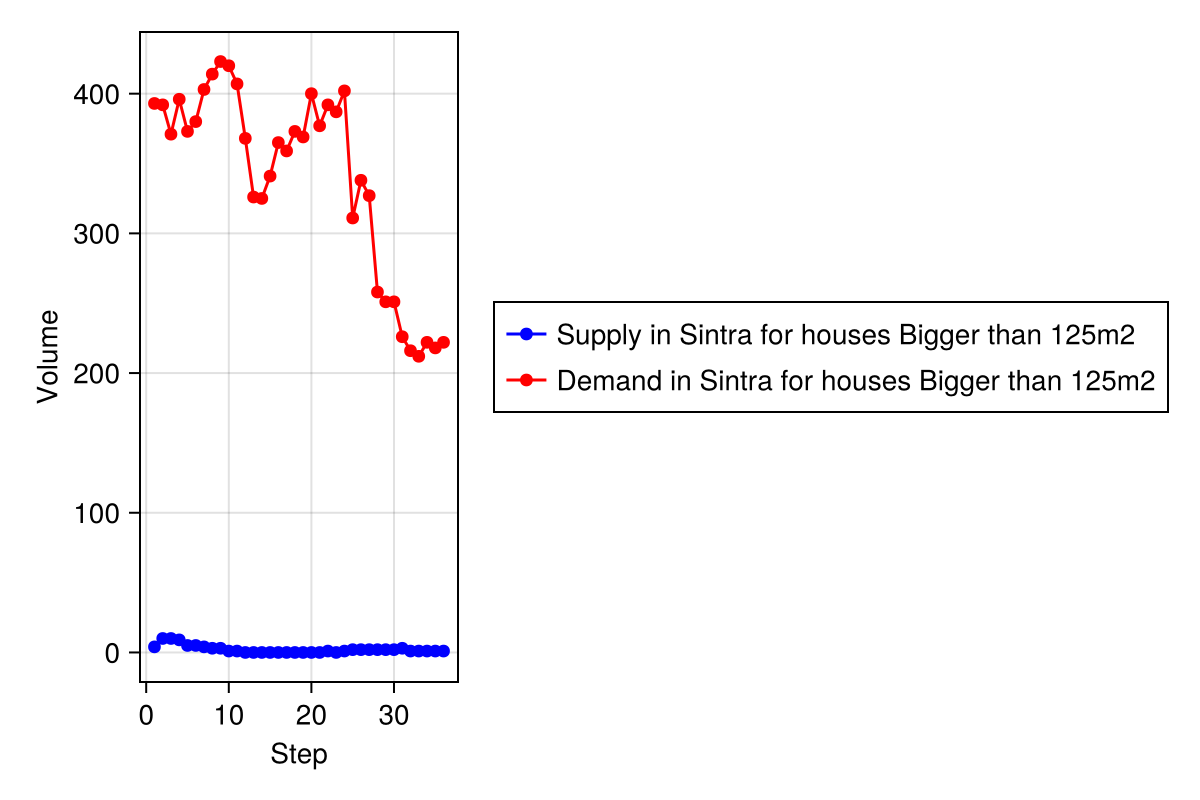 400
300
200
100
0
Volume
0 10 20 30
Step
Supply in Sintra for houses Bigger than 125m2
Demand in Sintra for houses Bigger than 125m2